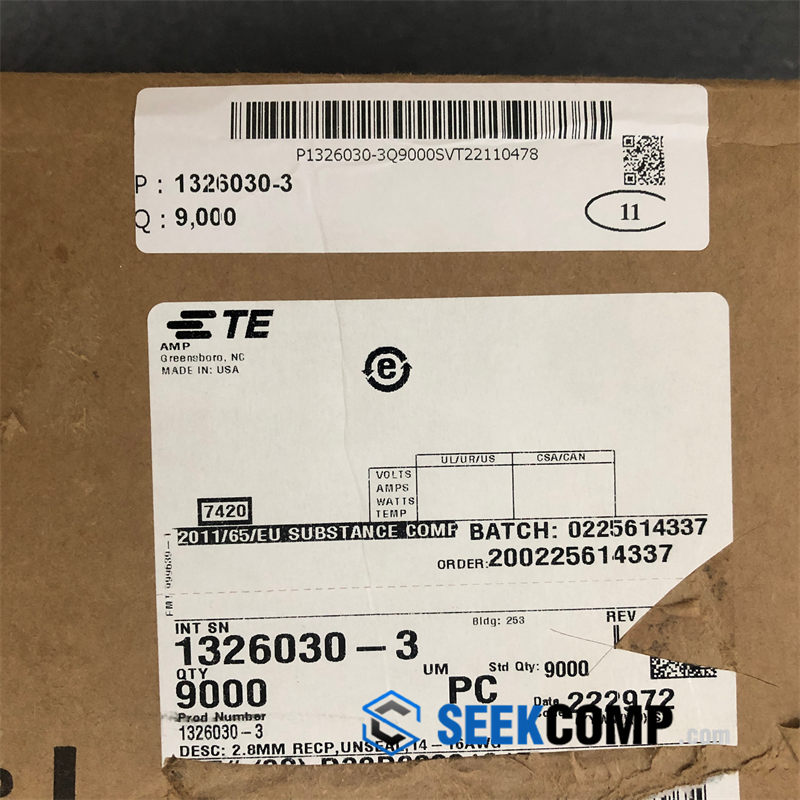 P1326030-3Q9000SVT22110478
P : 1326030-3
Q : 9,000
11
TE
AMP
Greensboro, NC
MADE IN: USA
e
UL/UR/US CSA/CAN
VOLTS
AMPS
WATTS
TEMP
7420
2011/65/EU SUBSTANCE COMP
BATCH: 0225614337
ORDER: 200225614337
Bldg: 253
REV
INT SN
1326030-3
UM
Std Qty: 9000
QTY
9000
PC
Date 222972
Prod Number
1326030-3
SEEKCOMP.com
DESC: 2.8MM RECP,UNSEAL,14-16AWG